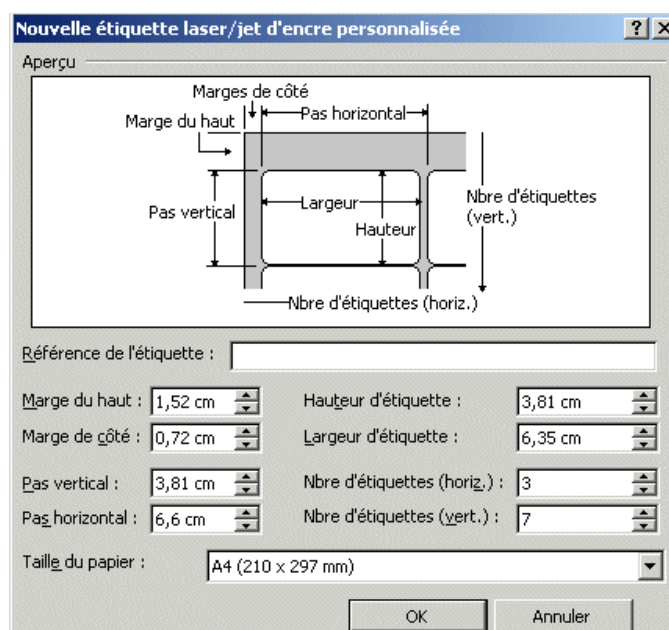 Nouvelle étiquette laser/jet d'encre personnalisée
Aperçu
Marges de côté
Pas horizontal
Marge du haut
Pas vertical
Largeur
Hauteur
Nbre d'étiquettes
(vert.)
Nbre d'étiquettes (horiz.)
Référence de l'étiquette :
Marge du haut : 1,52 cm Hauteur d'étiquette : 3,81 cm
Marge de côté : 0,72 cm Largeur d'étiquette : 6,35 cm
Pas vertical : 3,81 cm Nbre d'étiquettes (horiz.) : 3
Pas horizontal : 6,6 cm Nbre d'étiquettes (vert.) : 7
Taille du papier : A4 (210 x 297 mm)
OK Annuler